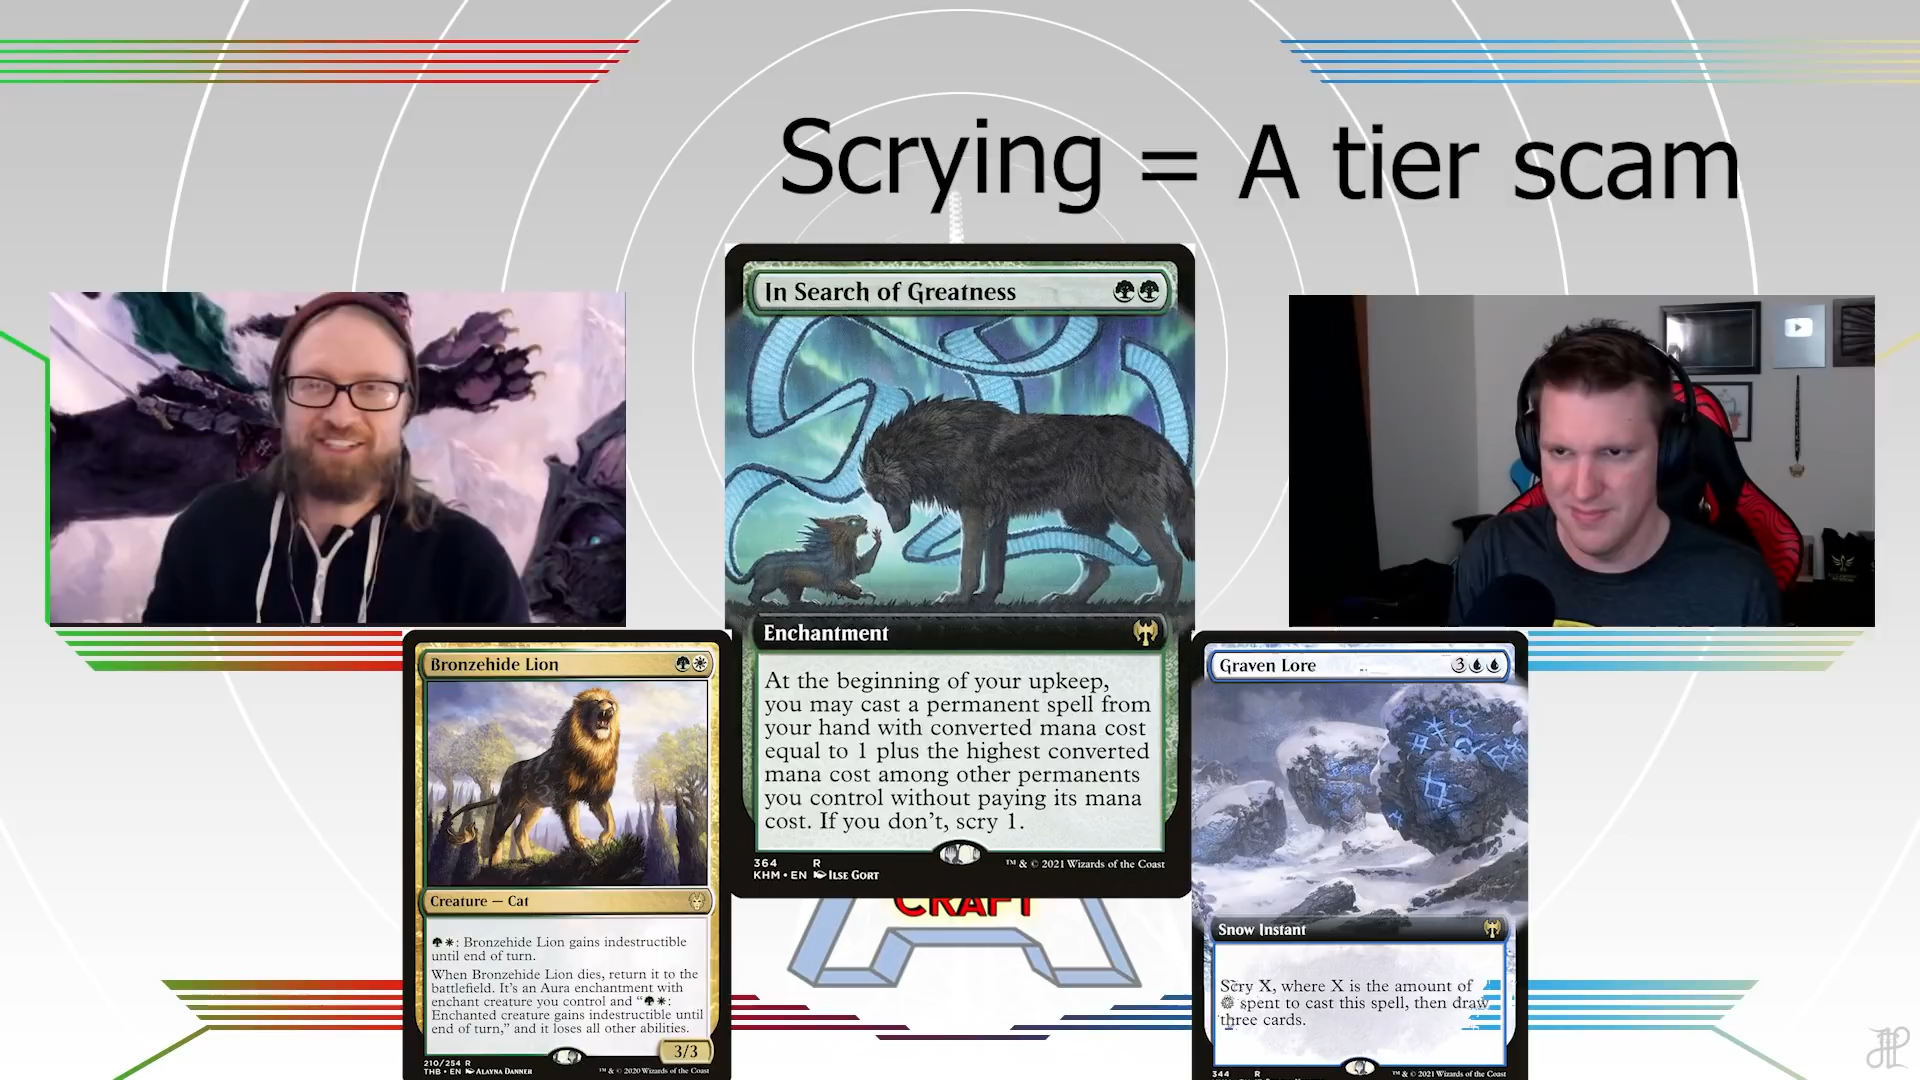 Scrying = A tier scam
In Search of Greatness
Enchantment
At the beginning of your upkeep,
you may cast a permanent spell from
your hand with converted mana cost
equal to 1 plus the highest converted
mana cost among other permanents
you control without paying its mana
cost. If you don't, scry 1.
364 R
KHM • EN ILSE GORT
™ & © 2021 Wizards of the Coast
Bronzehide Lion
Creature — Cat
: Bronzehide Lion gains indestructible
until end of turn.
When Bronzehide Lion dies, return it to the
battlefield. It's an Aura enchantment with
enchant creature you control and "
Enchanted creature gains indestructible until
end of turn," and it loses all other abilities.
3/3
210/254 R
THB • EN ALAYNA DANNER
™ & © 2020 Wizards of the Coast
Graven Lore
3
Snow Instant
Scry X, where X is the amount of
spent to cast this spell, then draw
three cards.
344 R
™ & © 2021 Wizards of the Coast
CRAFT